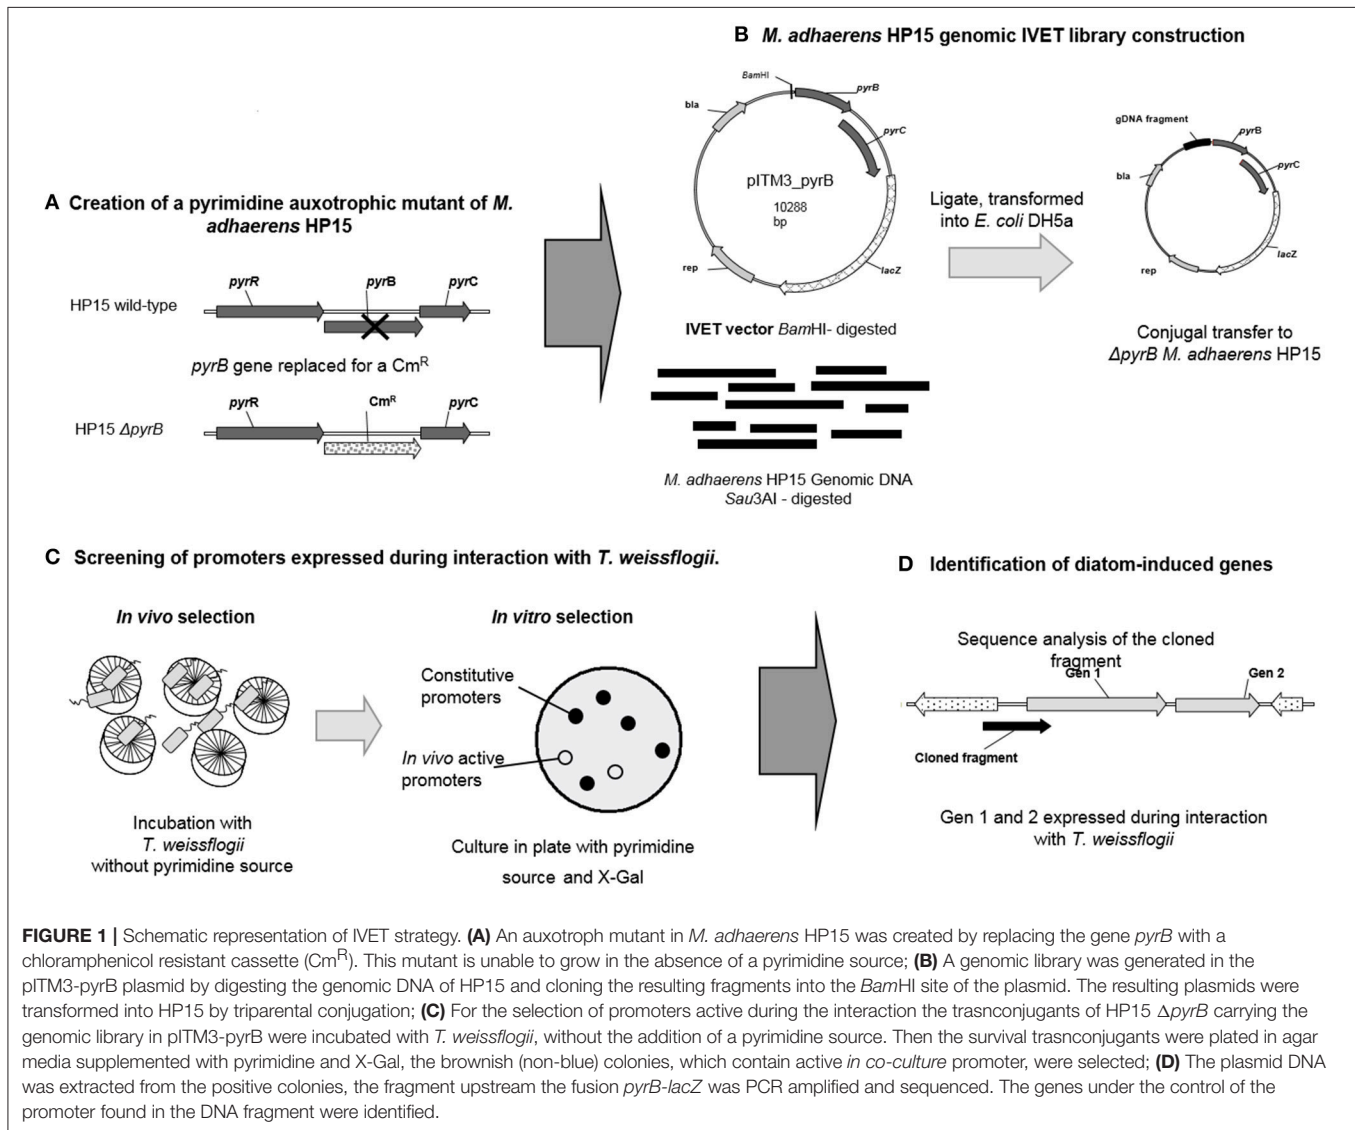 A Creation of a pyrimidine auxotrophic mutant of M.
adhaerens HP15
pyrR
pyrB
pyrC
HP15 wild-type
pyrB gene replaced for a CmR
pyrR
CmR
pyrC
HP15 ΔpyrB
B M. adhaerens HP15 genomic IVET library construction
BamHI
pyrB
bla
pyrC
pITM3_pyrB
10288
bp
rep
lacZ
IVET vector BamHI- digested
M. adhaerens HP15 Genomic DNA
Sau3AI - digested
Ligate, transformed
into E. coli DH5a
gDNA fragment
pyrB
pyrC
bla
rep
lacZ
Conjugal transfer to
ΔpyrB M. adhaerens HP15
C Screening of promoters expressed during interaction with T. weissflogii.
In vivo selection
Incubation with
T. weissflogii
without pyrimidine source
In vitro selection
Constitutive
promoters
In vivo active
promoters
Culture in plate with pyrimidine
source and X-Gal
D Identification of diatom-induced genes
Sequence analysis of the cloned
fragment
Gen 1
Gen 2
Cloned fragment
Gen 1 and 2 expressed during interaction
with T. weissflogii
FIGURE 1 | Schematic representation of IVET strategy. (A) An auxotroph mutant in M. adhaerens HP15 was created by replacing the gene pyrB with a
chloramphenicol resistant cassette (CmR). This mutant is unable to grow in the absence of a pyrimidine source; (B) A genomic library was generated in the
pITM3-pyrB plasmid by digesting the genomic DNA of HP15 and cloning the resulting fragments into the BamHI site of the plasmid. The resulting plasmids were
transformed into HP15 by triparental conjugation; (C) For the selection of promoters active during the interaction the trasnconjugants of HP15 ΔpyrB carrying the
genomic library in pITM3-pyrB were incubated with T. weissflogii, without the addition of a pyrimidine source. Then the survival trasnconjugants were plated in agar
media supplemented with pyrimidine and X-Gal, the brownish (non-blue) colonies, which contain active in co-culture promoter, were selected; (D) The plasmid DNA
was extracted from the positive colonies, the fragment upstream the fusion pyrB-lacZ was PCR amplified and sequenced. The genes under the control of the
promoter found in the DNA fragment were identified.